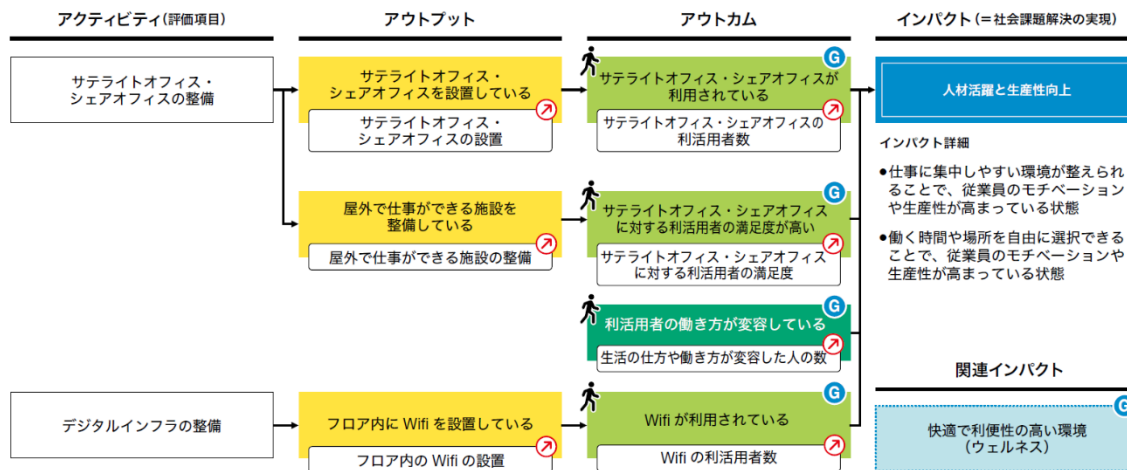 アクティビティ(評価項目)
アウトプット
アウトカム
インパクト(=社会課題解決の実現)
サテライトオフィス・
シェアオフィスの整備
サテライトオフィス・
シェアオフィスを設置している
サテライトオフィス・
シェアオフィスの設置
G
サテライトオフィス・シェアオフィスが
利用されている
サテライトオフィス・シェアオフィスの
利活用者数
人材活躍と生産性向上
インパクト詳細
●仕事に集中しやすい環境が整えられ
ることで、従業員のモチベーション
や生産性が高まっている状態
●働く時間や場所を自由に選択できる
ことで、従業員のモチベーションや
生産性が高まっている状態
屋外で仕事ができる施設を
整備している
屋外で仕事ができる施設の整備
G
サテライトオフィス・シェアオフィス
に対する利用者の満足度が高い
サテライトオフィス・シェアオフィス
に対する利活用者の満足度
G
利活用者の働き方が変容している
生活の仕方や働き方が変容した人の数
関連インパクト
デジタルインフラの整備
フロア内に Wifi を設置している
フロア内の Wifi の設置
G
Wifi が利用されている
Wifi の利活用者数
G
快適で利便性の高い環境
(ウェルネス)